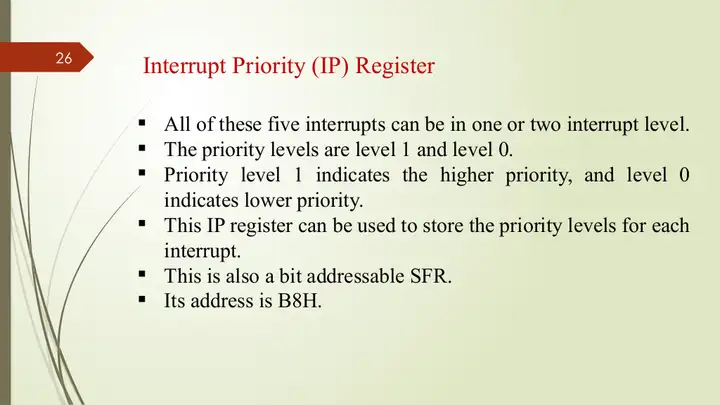 26
Interrupt Priority (IP) Register
▪ All of these five interrupts can be in one or two interrupt level.
▪ The priority levels are level 1 and level 0.
▪ Priority level 1 indicates the higher priority, and level 0
indicates lower priority.
▪ This IP register can be used to store the priority levels for each
interrupt.
▪ This is also a bit addressable SFR.
▪ Its address is B8H.